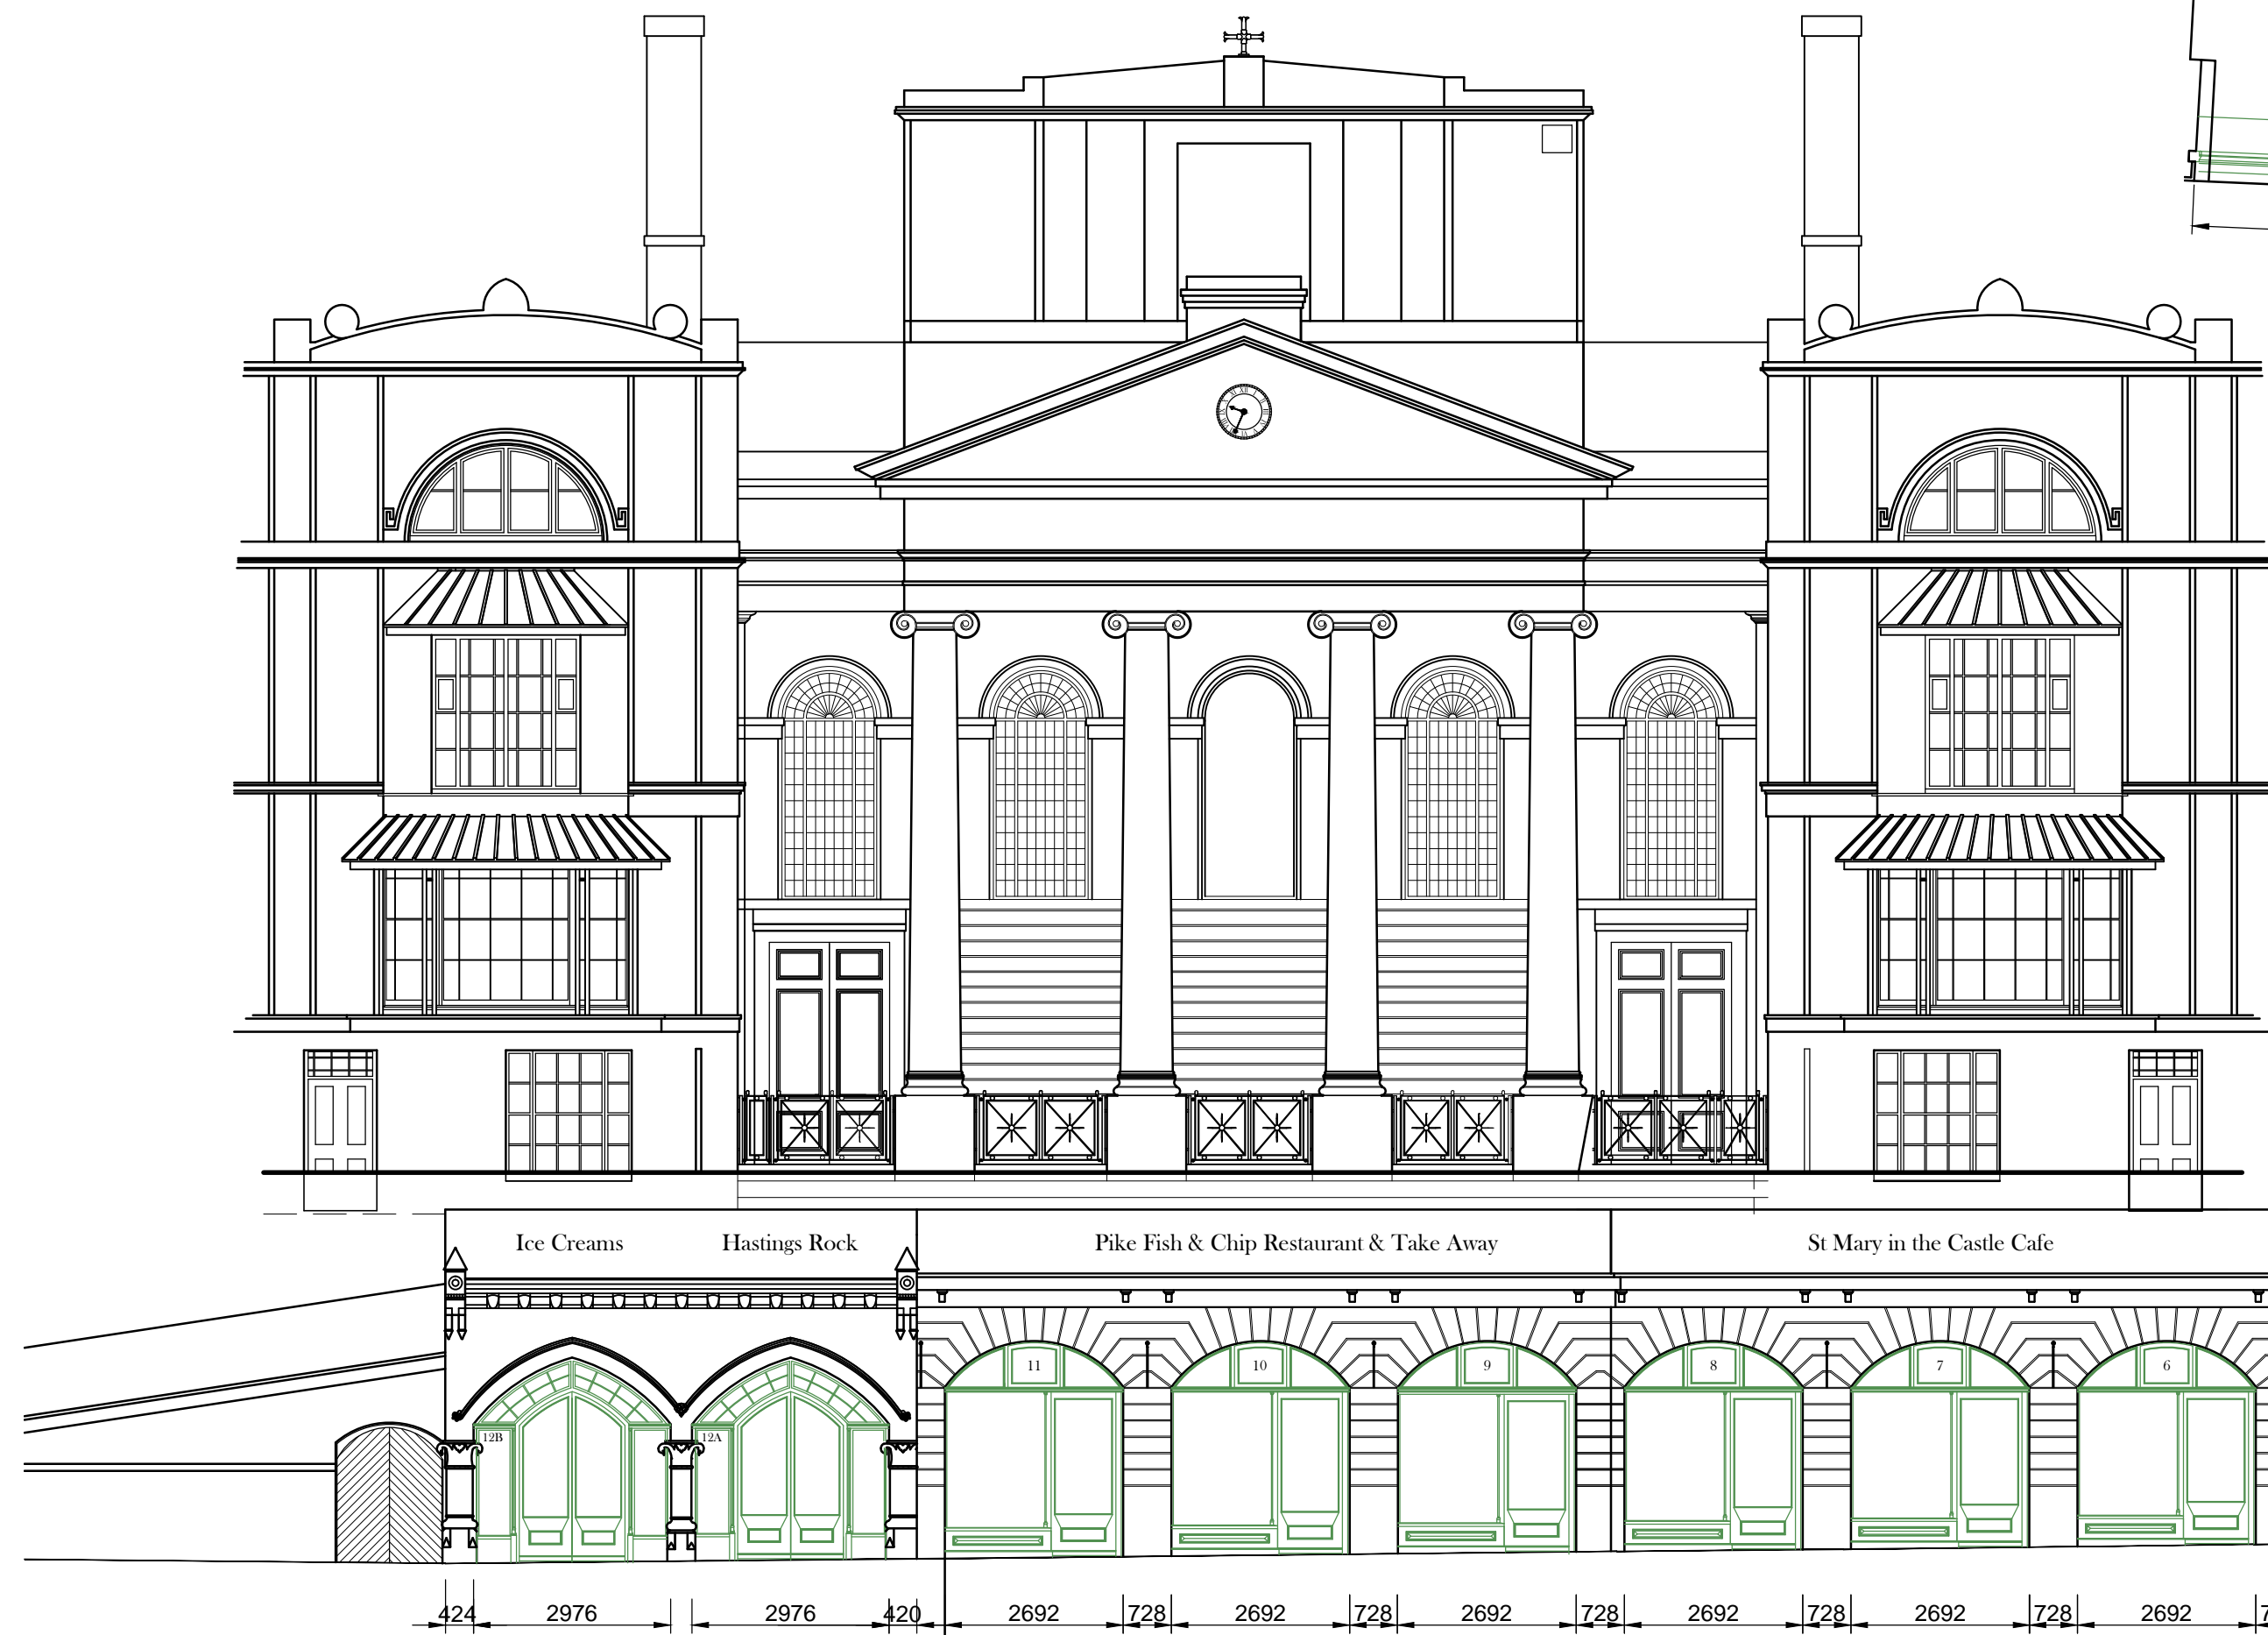 Ice Creams Hastings Rock Pike Fish & Chip Restaurant & Take Away St Mary in the Castle Cafe
11 10 9 8 7 6
12B 12A
424 2976 2976 420 2692 728 2692 728 2692 728 2692 728 2692 728 2692